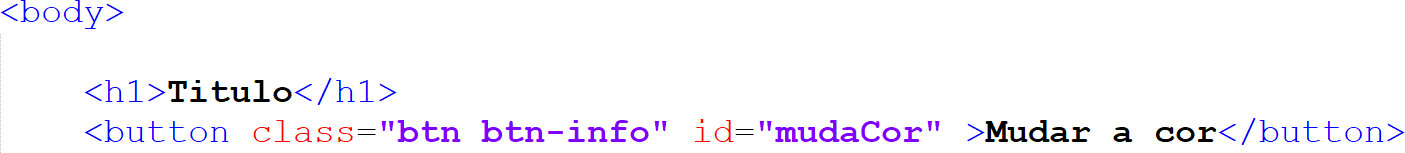 <body>
<h1>Titulo</h1>
<button class="btn btn-info" id="mudaCor" >Mudar a cor</button>